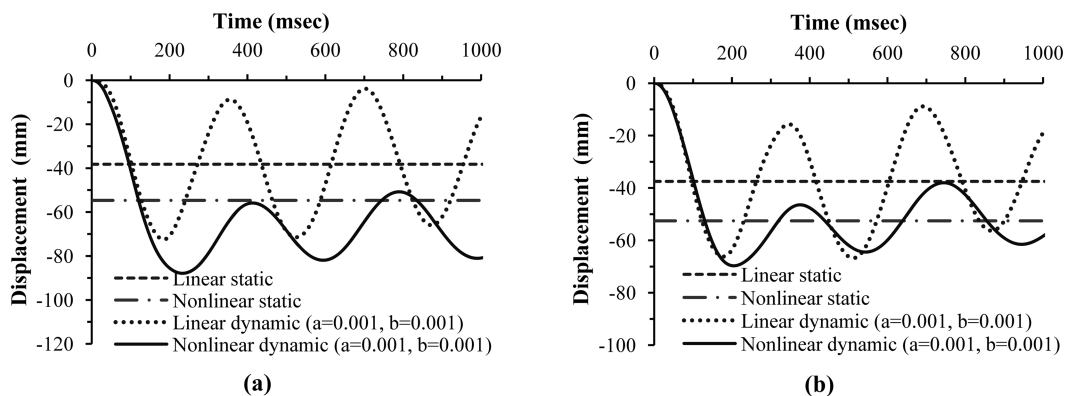 Time (msec)
0 200 400 600 800 1000
Displacement (mm)
0
-20
-40
-60
-80
-100
-120
Linear static
Nonlinear static
Linear dynamic (a=0.001, b=0.001)
Nonlinear dynamic (a=0.001, b=0.001)
(a)
Time (msec)
0 200 400 600 800 1000
Displacement (mm)
0
-20
-40
-60
-80
-100
Linear static
Nonlinear static
Linear dynamic (a=0.001, b=0.001)
Nonlinear dynamic (a=0.001, b=0.001)
(b)